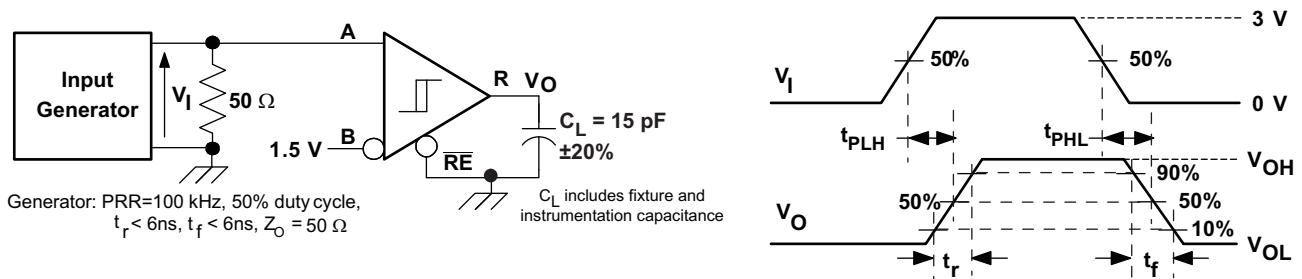 Input
Generator
V_I
50 Ω
A
B
1.5 V
R
V_O
R̅E̅
C_L = 15 pF
±20%
Generator: PRR=100 kHz, 50% duty cycle,
t_r < 6ns, t_f < 6ns, Z_O = 50 Ω
C_L includes fixture and
instrumentation capacitance
3 V
50%
50%
V_I
0 V
t_PLH
t_PHL
V_OH
90%
50%
50%
V_O
10%
V_OL
t_r
t_f